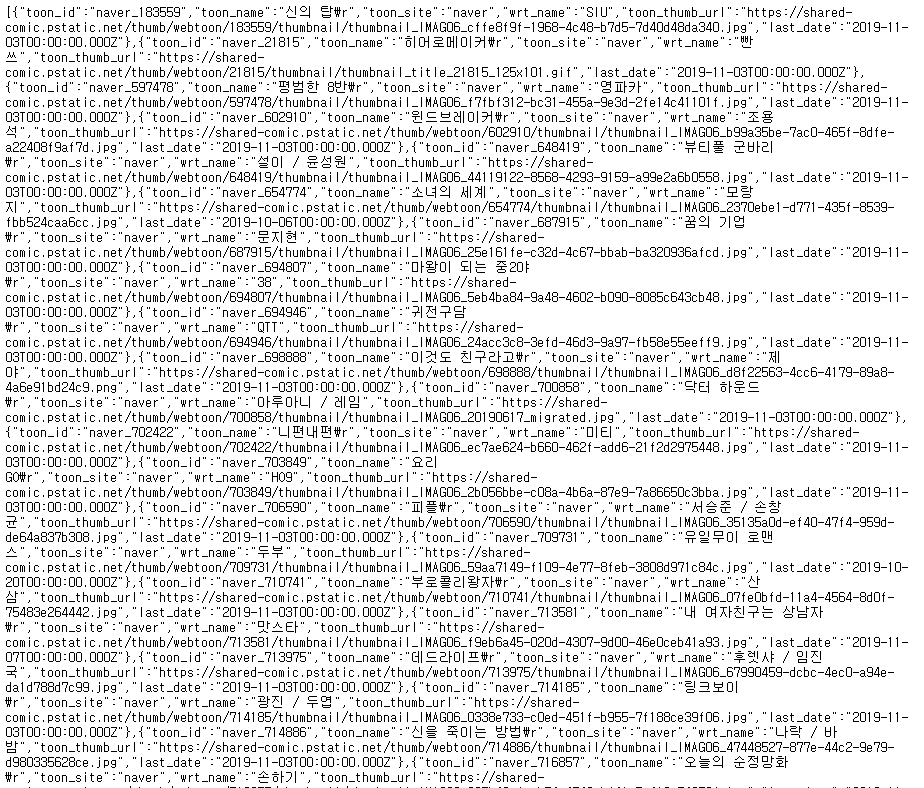 [{"toon_id":"naver_183559","toon_name":"신의 탑₩r","toon_site":"naver","wrt_name":"SIU","toon_thumb_url":"https://shared-
comic.pstatic.net/thumb/webtoon/183559/thumbnail/thumbnail_IMAG06_cffe8f9f-1968-4c48-b7d5-7d40d48da340.jpg","last_date":"2019-11-
03T00:00:00.000Z"},{"toon_id":"naver_21815","toon_name":"히어로메이커₩r","toon_site":"naver","wrt_name":"빤
쓰","toon_thumb_url":"https://shared-
comic.pstatic.net/thumb/webtoon/21815/thumbnail/thumbnail_title_21815_125x101.gif","last_date":"2019-11-03T00:00:00.000Z"},
{"toon_id":"naver_597478","toon_name":"평범한 8반₩r","toon_site":"naver","wrt_name":"영파카","toon_thumb_url":"https://shared-
comic.pstatic.net/thumb/webtoon/597478/thumbnail/thumbnail_IMAG06_f7fbf312-bc31-455a-9e3d-2fe14c41101f.jpg","last_date":"2019-11-
03T00:00:00.000Z"},{"toon_id":"naver_602910","toon_name":"윈드브레이커₩r","toon_site":"naver","wrt_name":"조용
석","toon_thumb_url":"https://shared-comic.pstatic.net/thumb/webtoon/602910/thumbnail/thumbnail_IMAG06_b99a35be-7ac0-465f-8dfe-
a22408f9af7d.jpg","last_date":"2019-11-03T00:00:00.000Z"},{"toon_id":"naver_648419","toon_name":"뷰티풀 군바리
₩r","toon_site":"naver","wrt_name":"설이 / 윤성원","toon_thumb_url":"https://shared-
comic.pstatic.net/thumb/webtoon/648419/thumbnail/thumbnail_IMAG06_44119122-8568-4293-9159-a99e2a6b0558.jpg","last_date":"2019-11-
03T00:00:00.000Z"},{"toon_id":"naver_654774","toon_name":"소녀의 세계","toon_site":"naver","wrt_name":"모랑
지","toon_thumb_url":"https://shared-comic.pstatic.net/thumb/webtoon/654774/thumbnail/thumbnail_IMAG06_2370ebe1-d771-435f-8539-
fbb524caa6cc.jpg","last_date":"2019-10-06T00:00:00.000Z"},{"toon_id":"naver_687915","toon_name":"꿈의 기업
₩r","toon_site":"naver","wrt_name":"문지현","toon_thumb_url":"https://shared-
comic.pstatic.net/thumb/webtoon/687915/thumbnail/thumbnail_IMAG06_25e161fe-c32d-4c67-bbab-ba320936afcd.jpg","last_date":"2019-11-
03T00:00:00.000Z"},{"toon_id":"naver_694807","toon_name":"마왕이 되는 중2야
₩r","toon_site":"naver","wrt_name":"38","toon_thumb_url":"https://shared-
comic.pstatic.net/thumb/webtoon/694807/thumbnail/thumbnail_IMAG06_5eb4ba84-9a48-4602-b090-8085c643cb48.jpg","last_date":"2019-11-
03T00:00:00.000Z"},{"toon_id":"naver_694946","toon_name":"귀전구담
₩r","toon_site":"naver","wrt_name":"QTT","toon_thumb_url":"https://shared-
comic.pstatic.net/thumb/webtoon/694946/thumbnail/thumbnail_IMAG06_24acc3c8-3efd-46d3-9a97-fb58e55eeff9.jpg","last_date":"2019-11-
03T00:00:00.000Z"},{"toon_id":"naver_698888","toon_name":"이것도 친구라고₩r","toon_site":"naver","wrt_name":"제
야","toon_thumb_url":"https://shared-comic.pstatic.net/thumb/webtoon/698888/thumbnail/thumbnail_IMAG06_d8f22563-4cc6-4179-89a8-
4a6e91bd24c9.png","last_date":"2019-11-03T00:00:00.000Z"},{"toon_id":"naver_700858","toon_name":"닥터 하운드
₩r","toon_site":"naver","wrt_name":"아루아니 / 레임","toon_thumb_url":"https://shared-
comic.pstatic.net/thumb/webtoon/700858/thumbnail/thumbnail_IMAG06_20190617_migrated.jpg","last_date":"2019-11-03T00:00:00.000Z"},
{"toon_id":"naver_702422","toon_name":"니편내편₩r","toon_site":"naver","wrt_name":"미티","toon_thumb_url":"https://shared-
comic.pstatic.net/thumb/webtoon/702422/thumbnail/thumbnail_IMAG06_ec7ae624-b660-462f-add6-21f2d2975448.jpg","last_date":"2019-11-
03T00:00:00.000Z"},{"toon_id":"naver_703849","toon_name":"요리
GO₩r","toon_site":"naver","wrt_name":"H09","toon_thumb_url":"https://shared-
comic.pstatic.net/thumb/webtoon/703849/thumbnail/thumbnail_IMAG06_2b056bbe-c08a-4b6a-87e9-7a86650c3bba.jpg","last_date":"2019-11-
03T00:00:00.000Z"},{"toon_id":"naver_706590","toon_name":"피플₩r","toon_site":"naver","wrt_name":"서승준 / 손창
균","toon_thumb_url":"https://shared-comic.pstatic.net/thumb/webtoon/706590/thumbnail/thumbnail_IMAG06_35135a0d-ef40-47f4-959d-
de64a837b308.jpg","last_date":"2019-11-03T00:00:00.000Z"},{"toon_id":"naver_709731","toon_name":"유일무이 로맨
스","toon_site":"naver","wrt_name":"두부","toon_thumb_url":"https://shared-
comic.pstatic.net/thumb/webtoon/709731/thumbnail/thumbnail_IMAG06_59aa7149-f109-4e77-8feb-3808d971c84c.jpg","last_date":"2019-10-
20T00:00:00.000Z"},{"toon_id":"naver_710741","toon_name":"부로콜리왕자₩r","toon_site":"naver","wrt_name":"산
삼","toon_thumb_url":"https://shared-comic.pstatic.net/thumb/webtoon/710741/thumbnail/thumbnail_IMAG06_07fe0bfd-11a4-4564-8d0f-
75483e264442.jpg","last_date":"2019-11-03T00:00:00.000Z"},{"toon_id":"naver_713581","toon_name":"내 여자친구는 상남자
₩r","toon_site":"naver","wrt_name":"맛스타","toon_thumb_url":"https://shared-
comic.pstatic.net/thumb/webtoon/713581/thumbnail/thumbnail_IMAG06_f9eb6a45-020d-4307-9d00-46e0ceb41a93.jpg","last_date":"2019-11-
07T00:00:00.000Z"},{"toon_id":"naver_713975","toon_name":"데드라이프₩r","toon_site":"naver","wrt_name":"후렛샤 / 임진
국","toon_thumb_url":"https://shared-comic.pstatic.net/thumb/webtoon/713975/thumbnail/thumbnail_IMAG06_67990459-dcbc-4ec0-a94e-
da1d788d7c99.jpg","last_date":"2019-11-03T00:00:00.000Z"},{"toon_id":"naver_714185","toon_name":"링크보이
₩r","toon_site":"naver","wrt_name":"광진 / 두엽","toon_thumb_url":"https://shared-
comic.pstatic.net/thumb/webtoon/714185/thumbnail/thumbnail_IMAG06_0338e733-c0ed-451f-b955-7f188ce39f06.jpg","last_date":"2019-11-
03T00:00:00.000Z"},{"toon_id":"naver_714886","toon_name":"신을 죽이는 방법₩r","toon_site":"naver","wrt_name":"나락 / 바
밤","toon_thumb_url":"https://shared-comic.pstatic.net/thumb/webtoon/714886/thumbnail/thumbnail_IMAG06_47448527-877e-44c2-9e79-
d980335628ce.jpg","last_date":"2019-11-03T00:00:00.000Z"},{"toon_id":"naver_716857","toon_name":"오늘의 순정망화
₩r","toon_site":"naver","wrt_name":"손하기","toon_thumb_url":"https://shared-